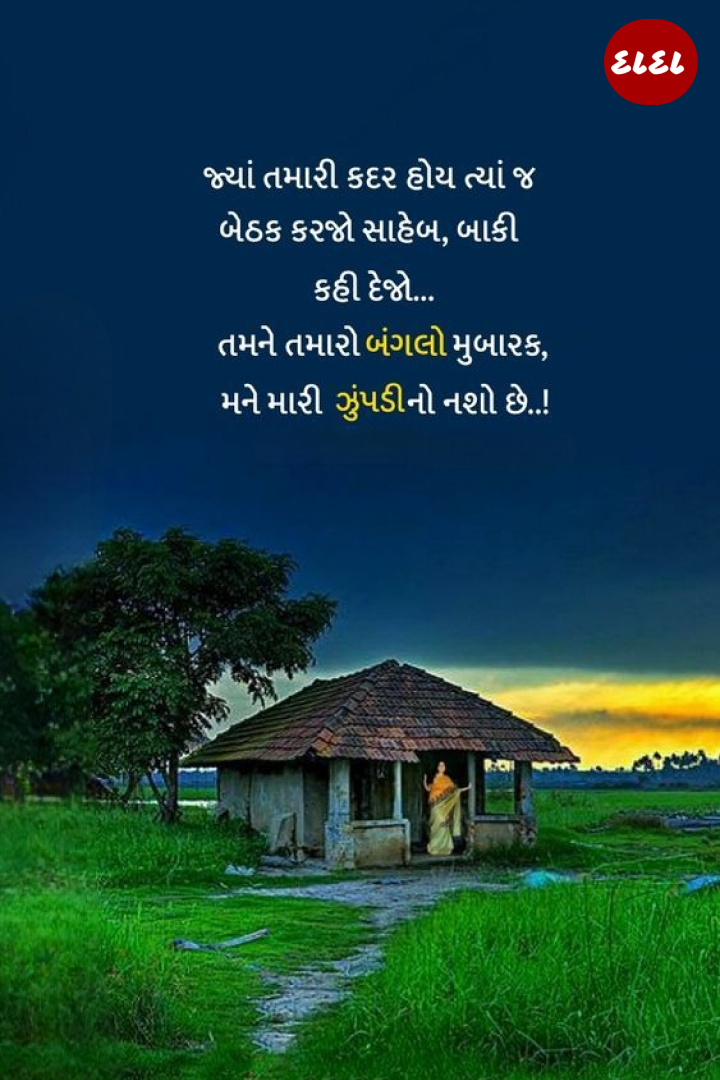 દાદા
જ્યાં તમારી કદર હોય ત્યાં જ
બેઠક કરજો સાહેબ, બાકી
કહી દેજો...
તમને તમારો બંગલો મુબારક,
મને મારી ઝુંપડીનો નશો છે..!